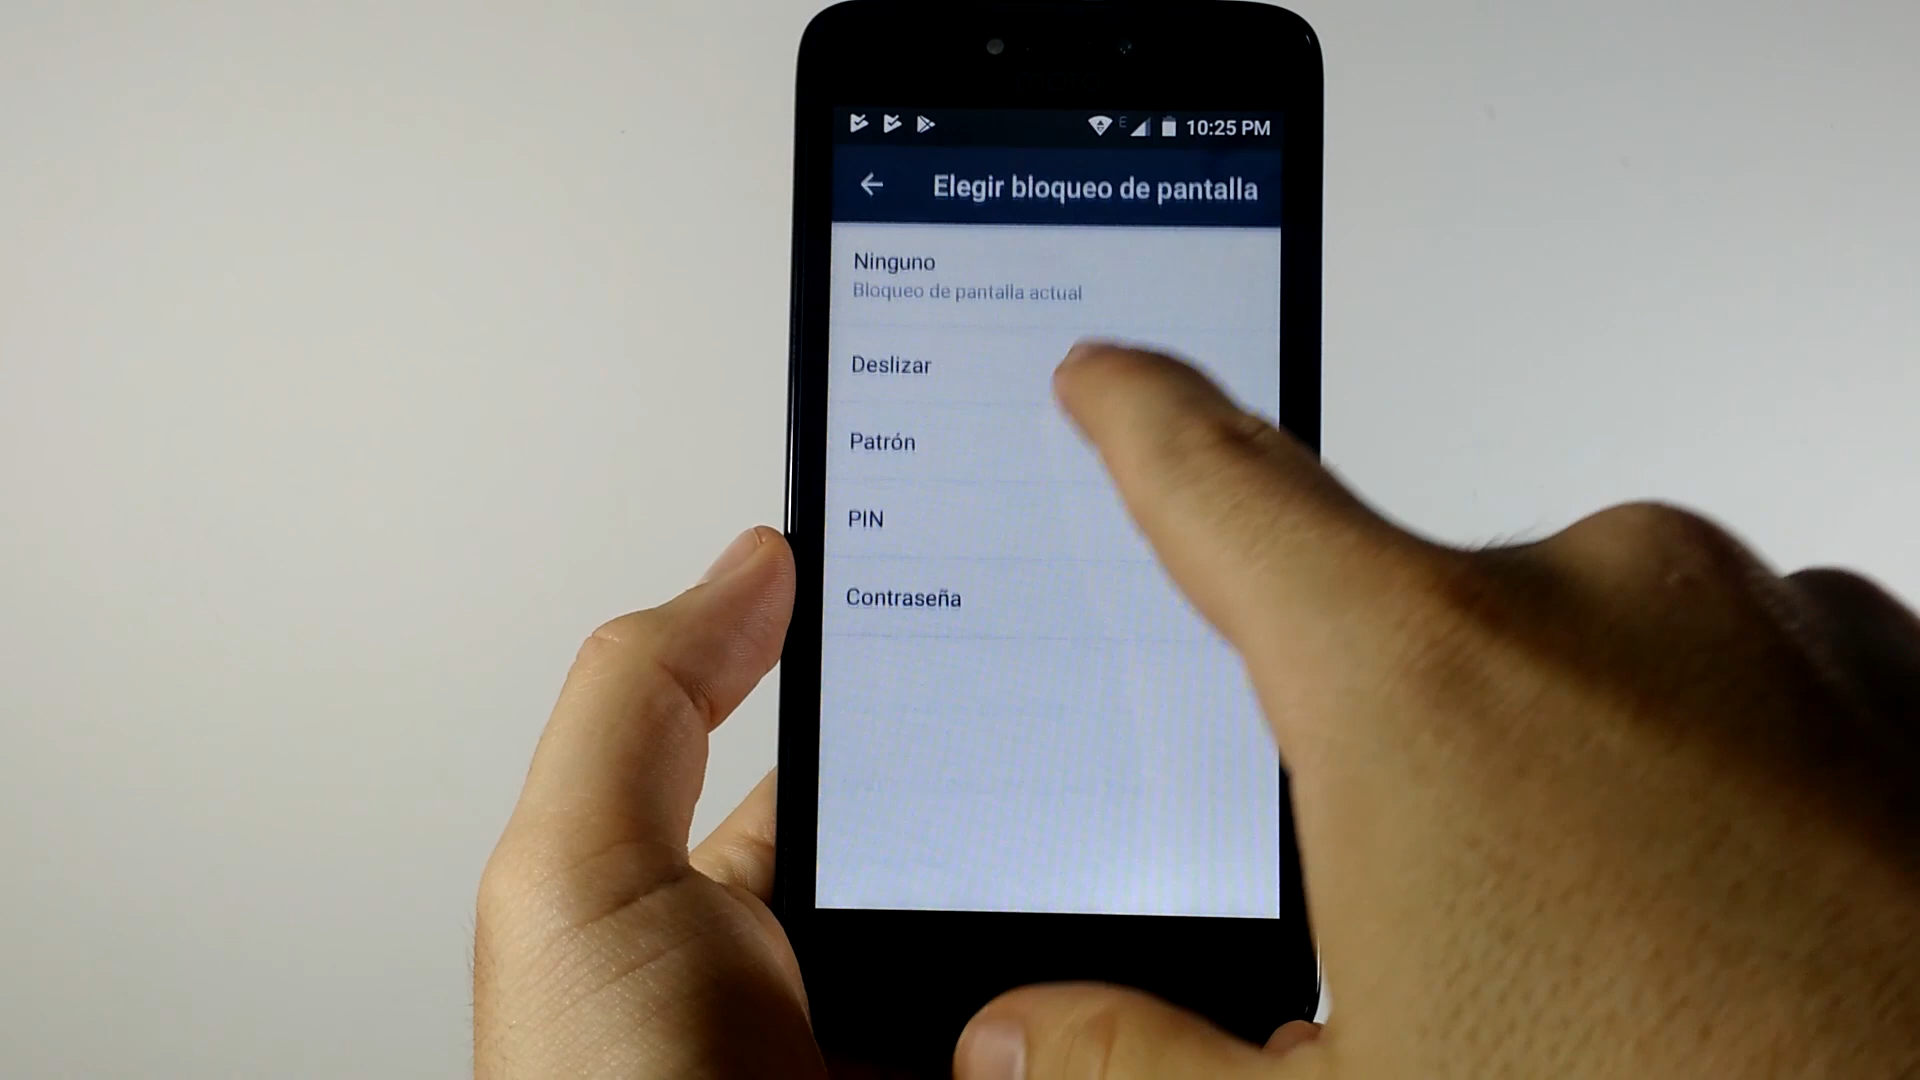 E 10:25 PM
Elegir bloqueo de pantalla
Ninguno
Bloqueo de pantalla actual
Deslizar
Patrón
PIN
Contraseña